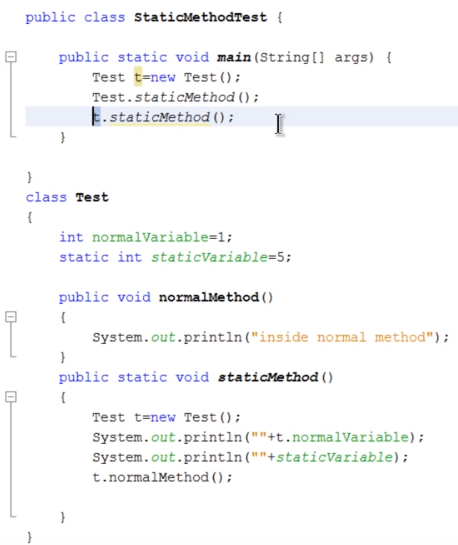 public class StaticMethodTest {
public static void main(String[] args) {
Test t=new Test();
Test.staticMethod();
t.staticMethod();
}
}
class Test
{
int normalVariable=1;
static int staticVariable=5;
public void normalMethod()
{
System.out.println("inside normal method");
}
public static void staticMethod()
{
Test t=new Test();
System.out.println(""+t.normalVariable);
System.out.println(""+staticVariable);
t.normalMethod();
}
}